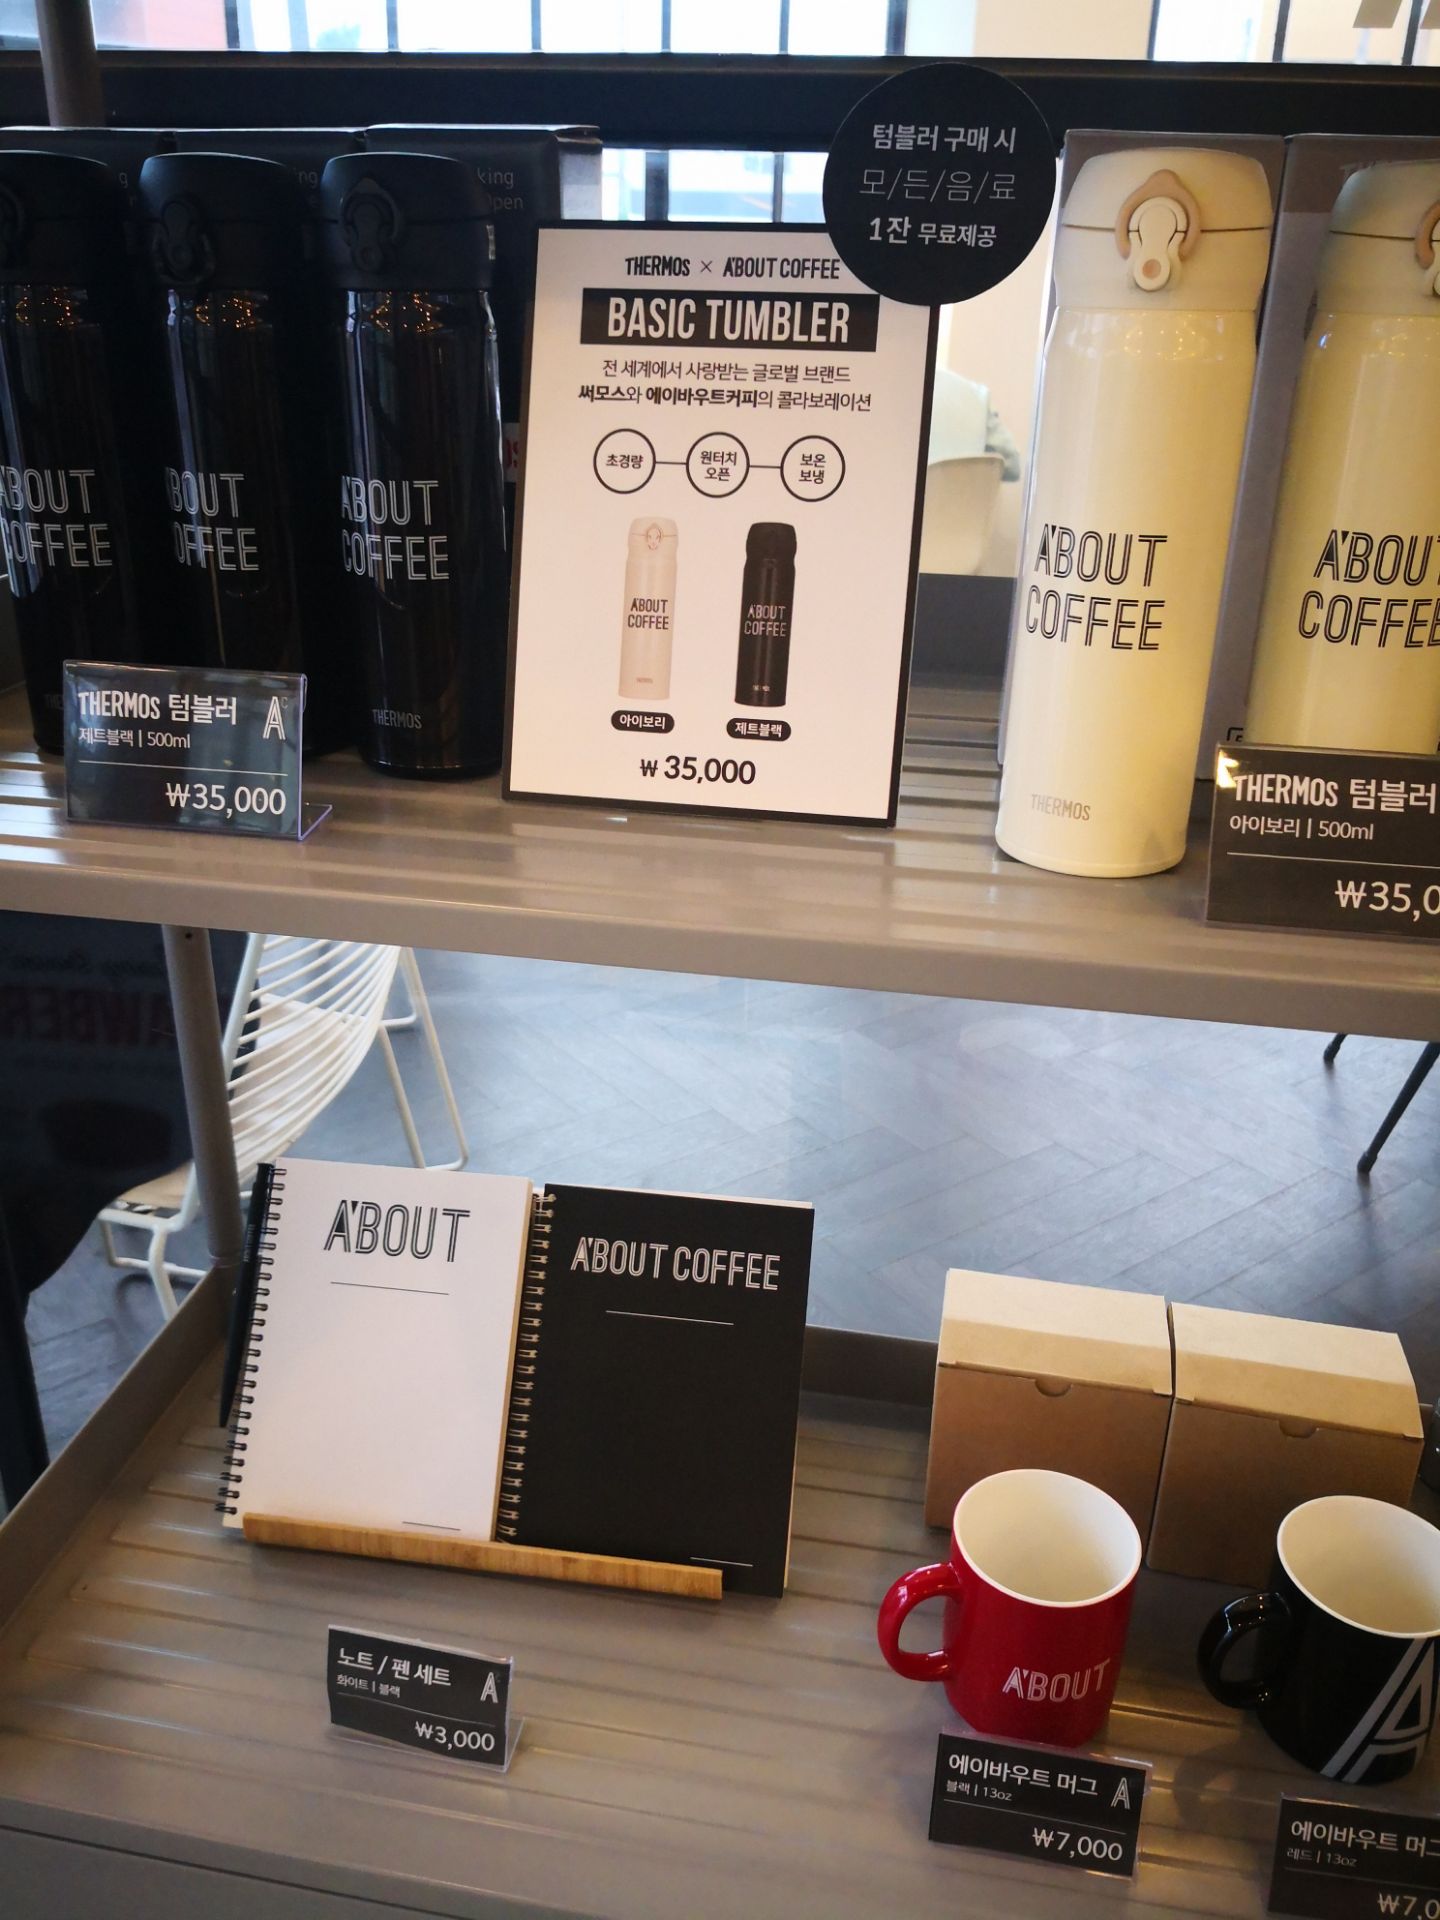 king
Open
텀블러 구매 시
모/든/음/료
1잔 무료제공
THERMOS × A'BOUT COFFEE
BASIC TUMBLER
전 세계에서 사랑받는 글로벌 브랜드
써모스와 에이바우트커피의 콜라보레이션
초경량
원터치
오픈
보온
보냉
A'BOUT
COFFEE
THERMOS
아이보리
A'BOUT
COFFEE
제트블랙
₩ 35,000
A'BOUT
COFFEE
A'BOUT
COFFEE
A'BOUT
COFFEE
THERMOS
THERMOS 텀블러
제트블랙 | 500ml
₩35,000
A'BOUT
COFFEE
THERMOS
A'BOUT
COFFEE
THERMOS 텀블러
아이보리 | 500ml
₩35,0
A'BOUT
A'BOUT COFFEE
노트 / 펜 세트
화이트 | 블랙
₩3,000
A'BOUT
에이바우트 머그
블랙 | 13oz
₩7,000
에이바우트 머그
레드 | 13oz
₩7,0